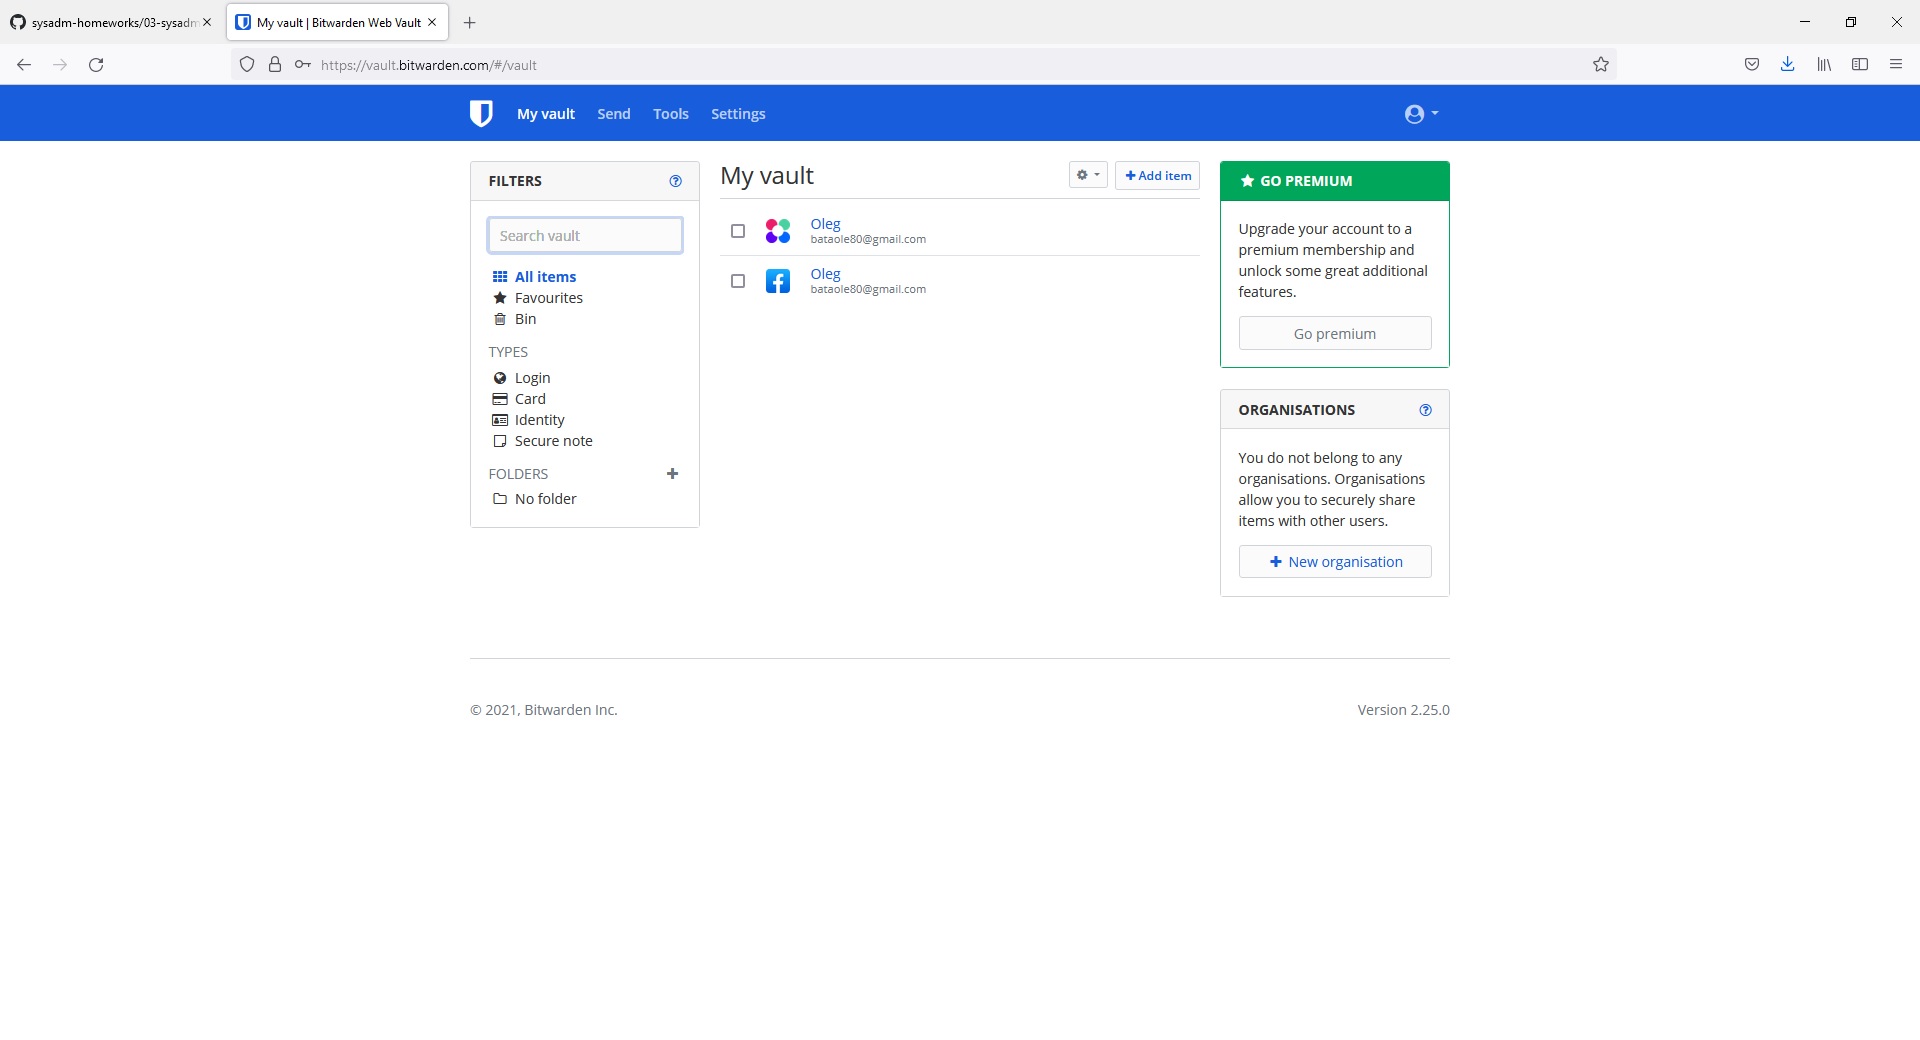 sysadm-homeworks/03-sysadm
My vault | Bitwarden Web Vault
https://vault.bitwarden.com/#/vault
My vault
Send
Tools
Settings
FILTERS
Search vault
All items
Favourites
Bin
TYPES
Login
Card
Identity
Secure note
FOLDERS
No folder
My vault
Add item
Oleg
bataole80@gmail.com
Oleg
bataole80@gmail.com
GO PREMIUM
Upgrade your account to a
premium membership and
unlock some great additional
features.
Go premium
ORGANISATIONS
You do not belong to any
organisations. Organisations
allow you to securely share
items with other users.
New organisation
© 2021, Bitwarden Inc.
Version 2.25.0